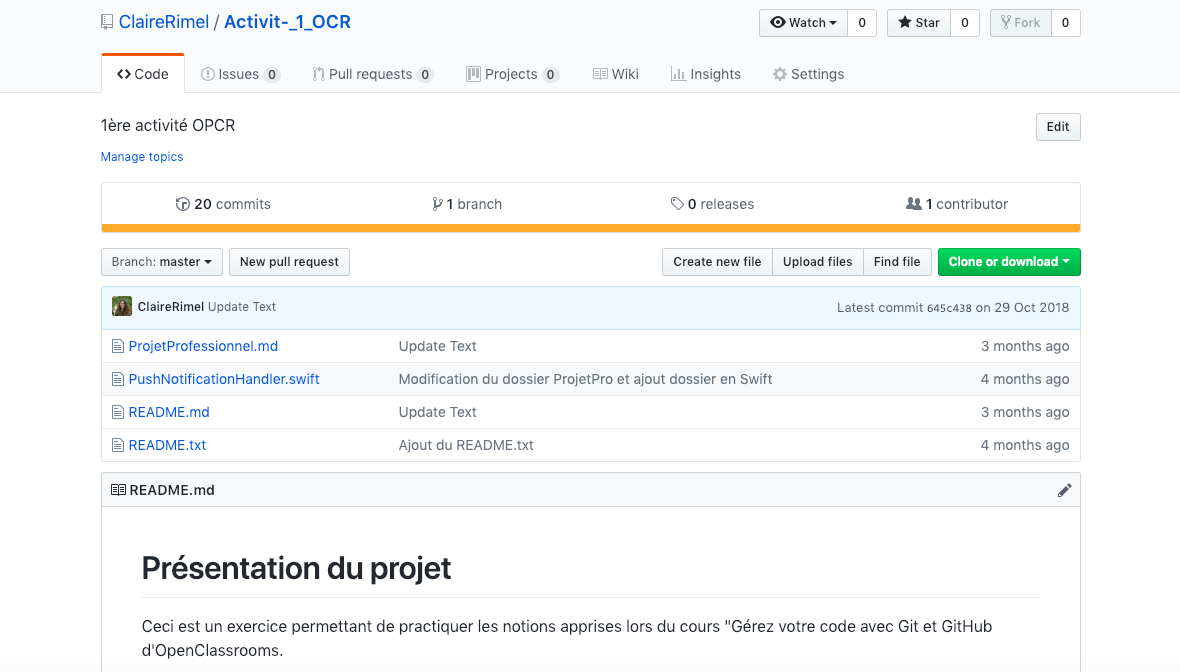 ClaireRimel / Activit-_1_OCR
Watch 0 Star 0 Fork 0
Code Issues 0 Pull requests 0 Projects 0 Wiki Insights Settings
1ère activité OPCR
Edit
Manage topics
20 commits 1 branch 0 releases 1 contributor
Branch: master New pull request Create new file Upload files Find file Clone or download
ClaireRimel Update Text Latest commit 645c438 on 29 Oct 2018
ProjetProfessionnel.md Update Text 3 months ago
PushNotificationHandler.swift Modification du dossier ProjetPro et ajout dossier en Swift 4 months ago
README.md Update Text 3 months ago
README.txt Ajout du README.txt 4 months ago
README.md
Présentation du projet
Ceci est un exercice permettant de practiquer les notions apprises lors du cours "Gérez votre code avec Git et GitHub
d'OpenClassrooms.